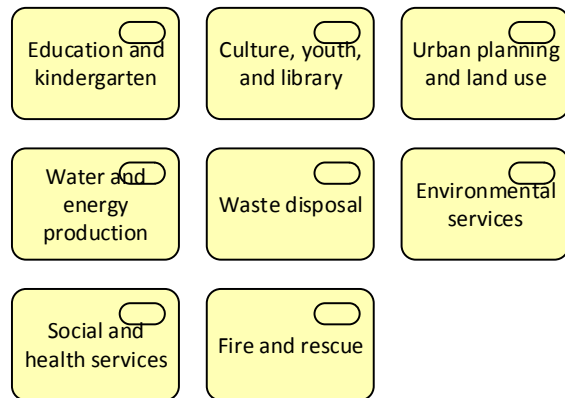 Education and
kindergarten
Culture, youth,
and library
Urban planning
and land use
Water and
energy
production
Waste disposal
Environmental
services
Social and
health services
Fire and rescue